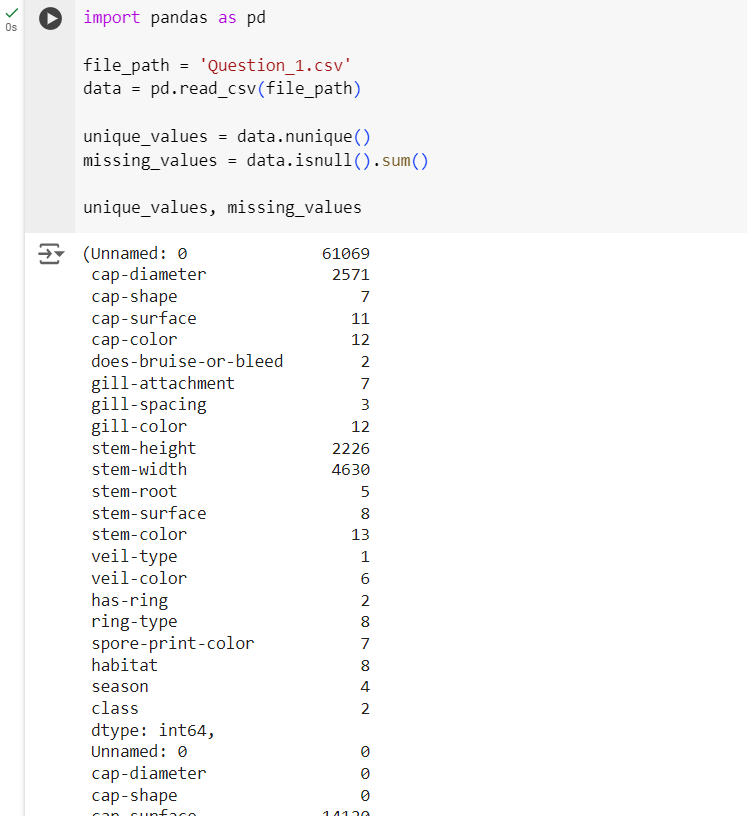 import pandas as pd
0s
file_path = 'Question_1.csv'
data = pd.read_csv(file_path)
unique_values = data.nunique()
missing_values = data.isnull().sum()
unique_values, missing_values
(Unnamed: 0 61069
cap-diameter 2571
cap-shape 7
cap-surface 11
cap-color 12
does-bruise-or-bleed 2
gill-attachment 7
gill-spacing 3
gill-color 12
stem-height 2226
stem-width 4630
stem-root 5
stem-surface 8
stem-color 13
veil-type 1
veil-color 6
has-ring 2
ring-type 8
spore-print-color 7
habitat 8
season 4
class 2
dtype: int64,
Unnamed: 0 0
cap-diameter 0
cap-shape 0
cap-surface 14120